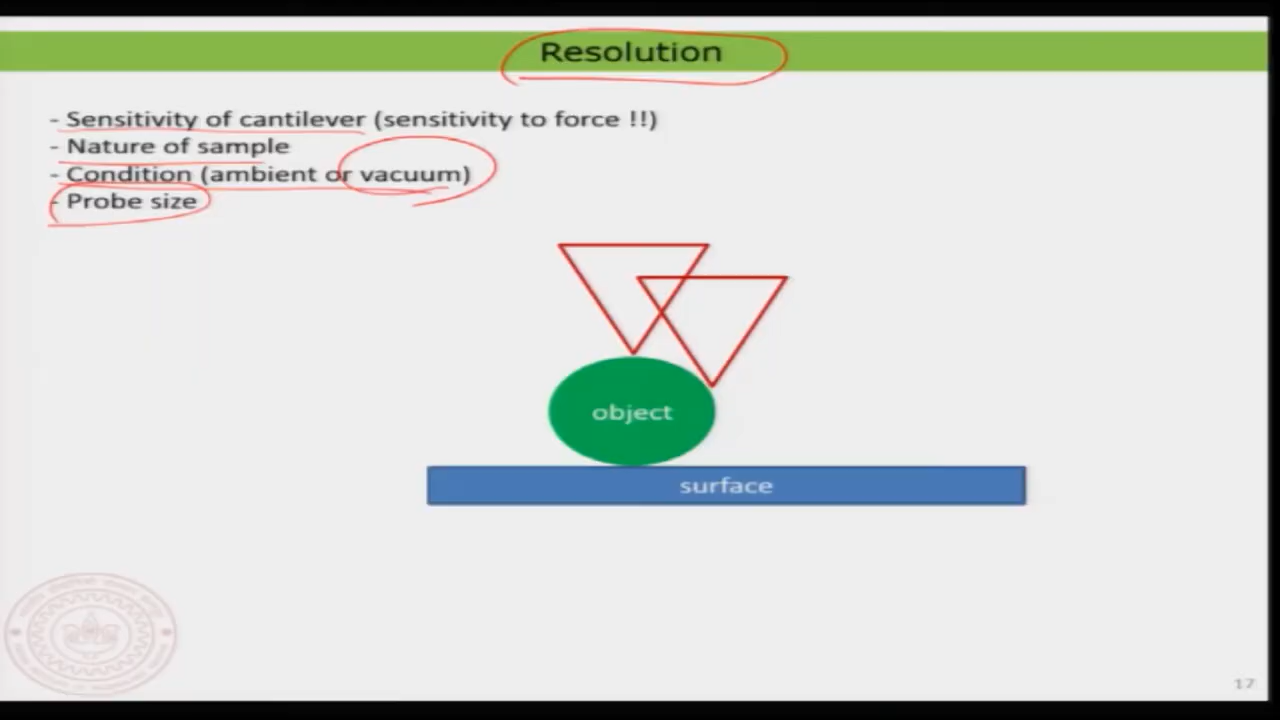 Resolution
- Sensitivity of cantilever (sensitivity to force !!)
- Nature of sample
- Condition (ambient or vacuum)
- Probe size
object
surface
17